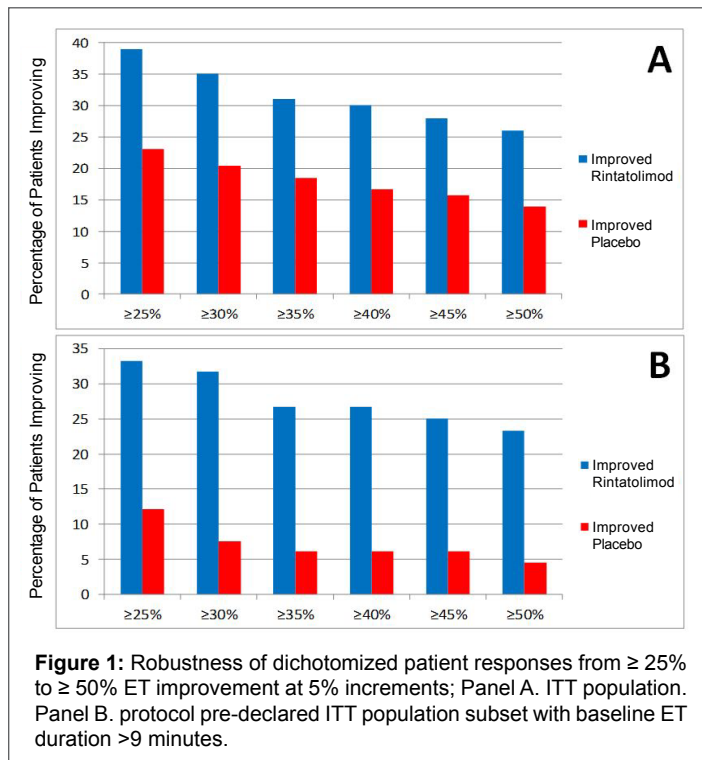 40
35
30
25
20
15
10
5
0
Percentage of Patients Improving
A
Improved
Rintatolimod
Improved
Placebo
≥25% ≥30% ≥35% ≥40% ≥45% ≥50%
35
30
25
20
15
10
5
0
Percentage of Patients Improving
B
Improved
Rintatolimod
Improved
Placebo
≥25% ≥30% ≥35% ≥40% ≥45% ≥50%
Figure 1: Robustness of dichotomized patient responses from ≥ 25%
to ≥ 50% ET improvement at 5% increments; Panel A. ITT population.
Panel B. protocol pre-declared ITT population subset with baseline ET
duration >9 minutes.